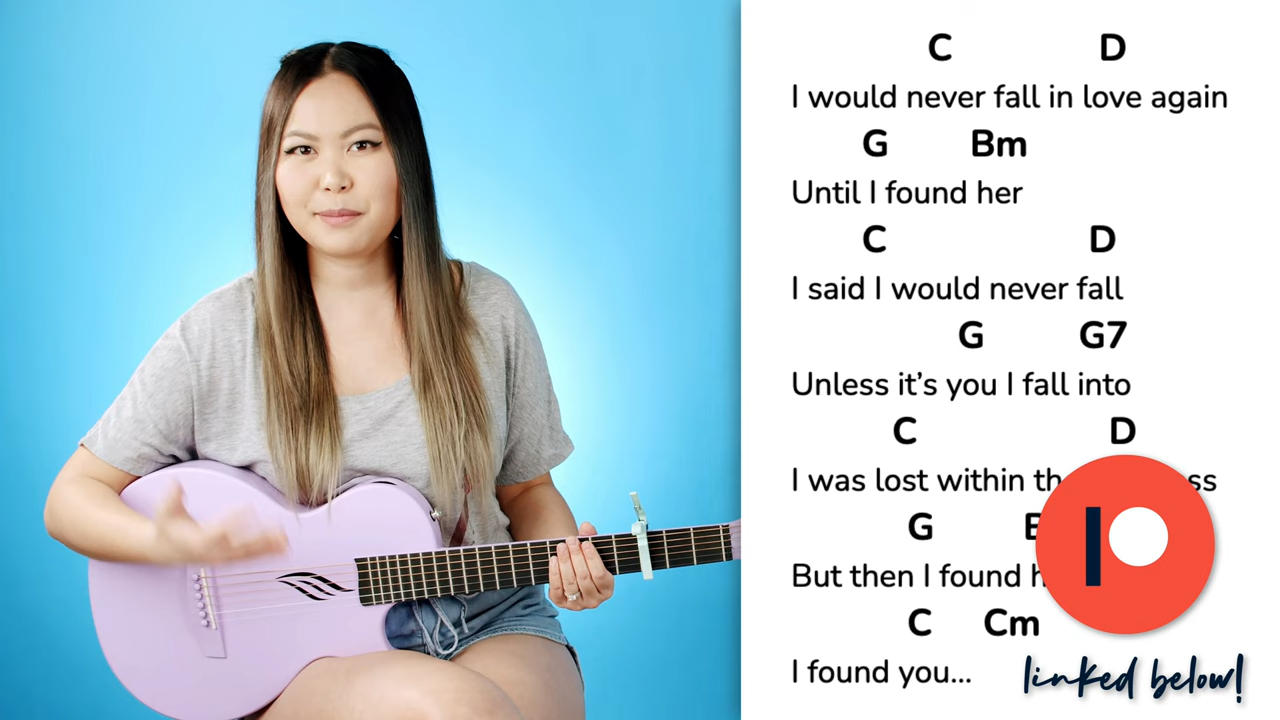 C D
I would never fall in love again
G Bm
Until I found her
C D
I said I would never fall
G G7
Unless it's you I fall into
C D
I was lost within
G
But then I found
C Cm
I found you...
linked below!